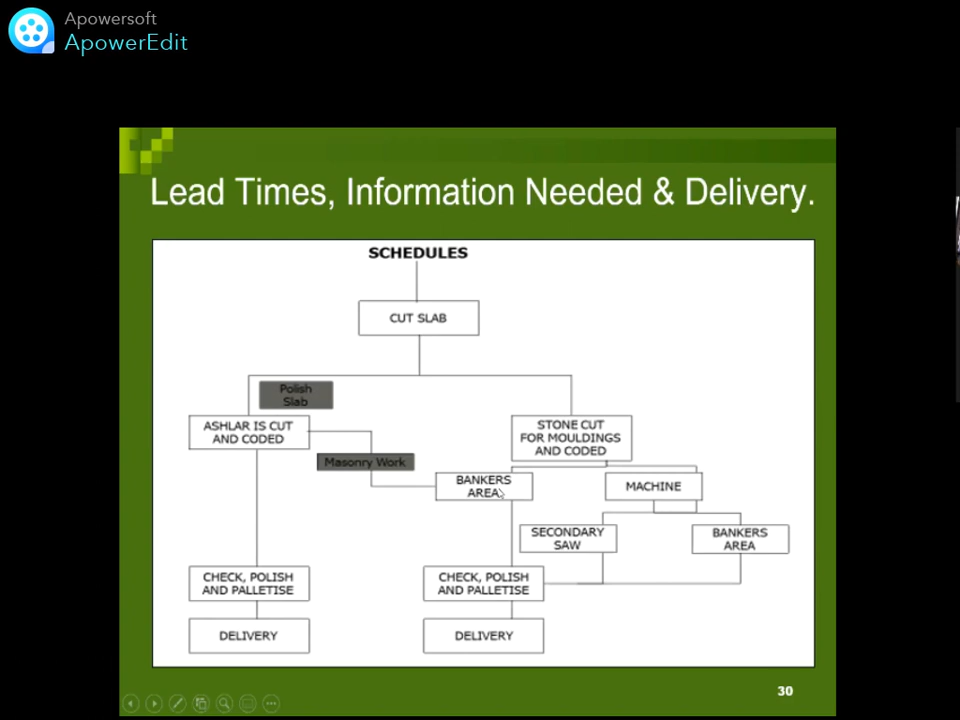 Apowersoft
ApowerEdit
Lead Times, Information Needed & Delivery.
SCHEDULES
CUT SLAB
Polish
Slab
ASHLAR IS CUT
AND CODED
STONE CUT
FOR MOULDINGS
AND CODED
Masonry Work
BANKERS
AREA
MACHINE
SECONDARY
SAW
BANKERS
AREA
CHECK, POLISH
AND PALLETISE
CHECK, POLISH
AND PALLETISE
DELIVERY
DELIVERY
30